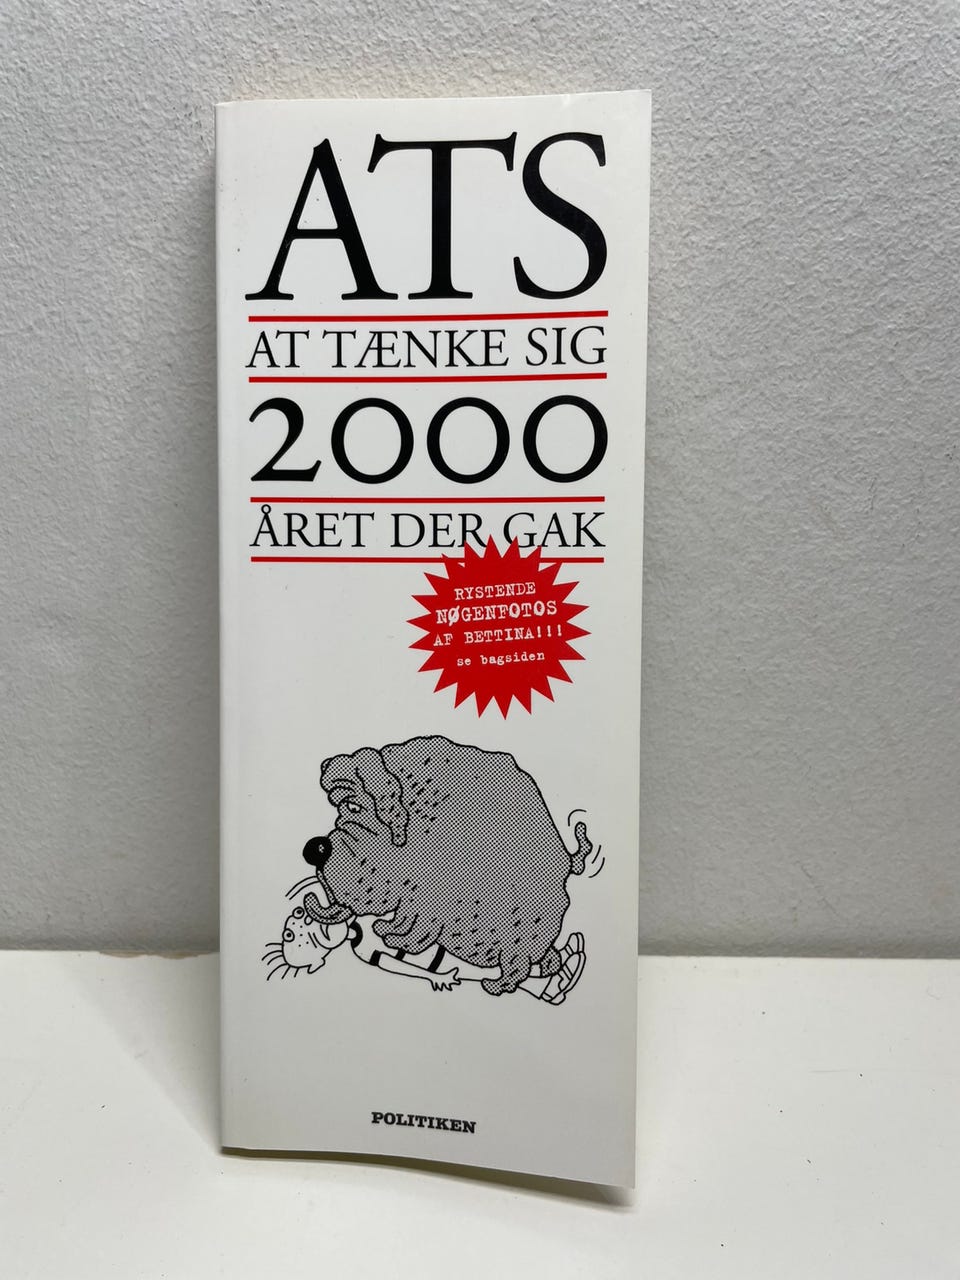 ATS
AT TÆNKE SIG
2000
ÅRET DER GAK
RYSTENDE
NØGENFOTOS
AF BETTINA!!!
se bagsiden
POLITIKEN